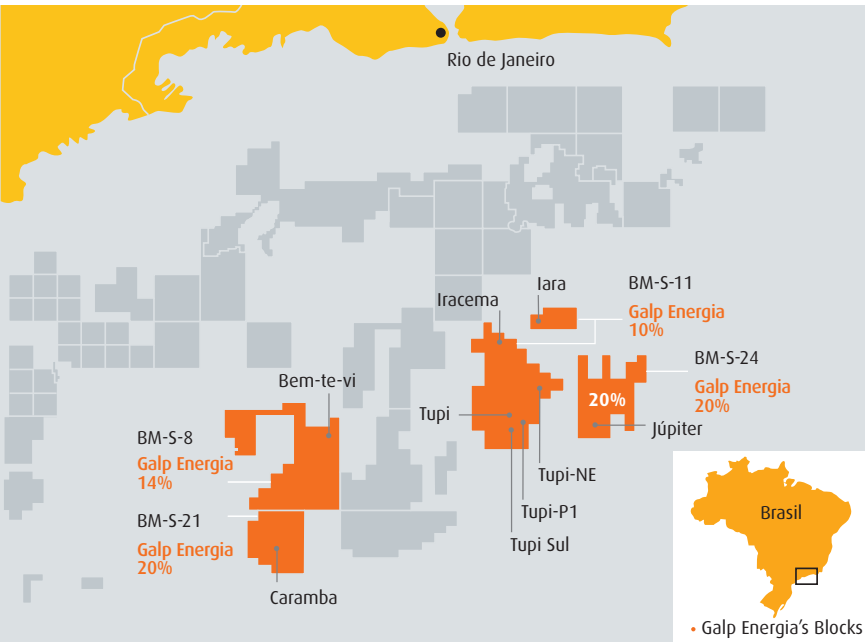 Rio de Janeiro
Iara
BM-S-11
Iracema
Galp Energia
10%
BM-S-24
Galp Energia
20%
20%
Bem-te-vi
Tupi
Júpiter
BM-S-8
Galp Energia
14%
Tupi-NE
BM-S-21
Tupi-P1
Galp Energia
20%
Tupi Sul
Caramba
Brasil
• Galp Energia's Blocks